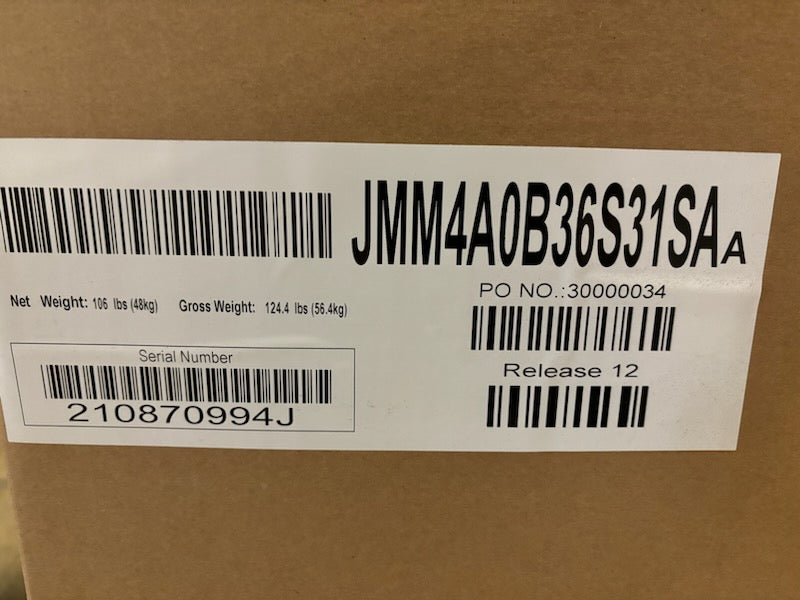 JMM4A0B36S31SA A
PO NO.:30000034
Net Weight: 106 lbs (48kg) Gross Weight: 124.4 lbs (56.4kg)
Release 12
Serial Number
210870994J